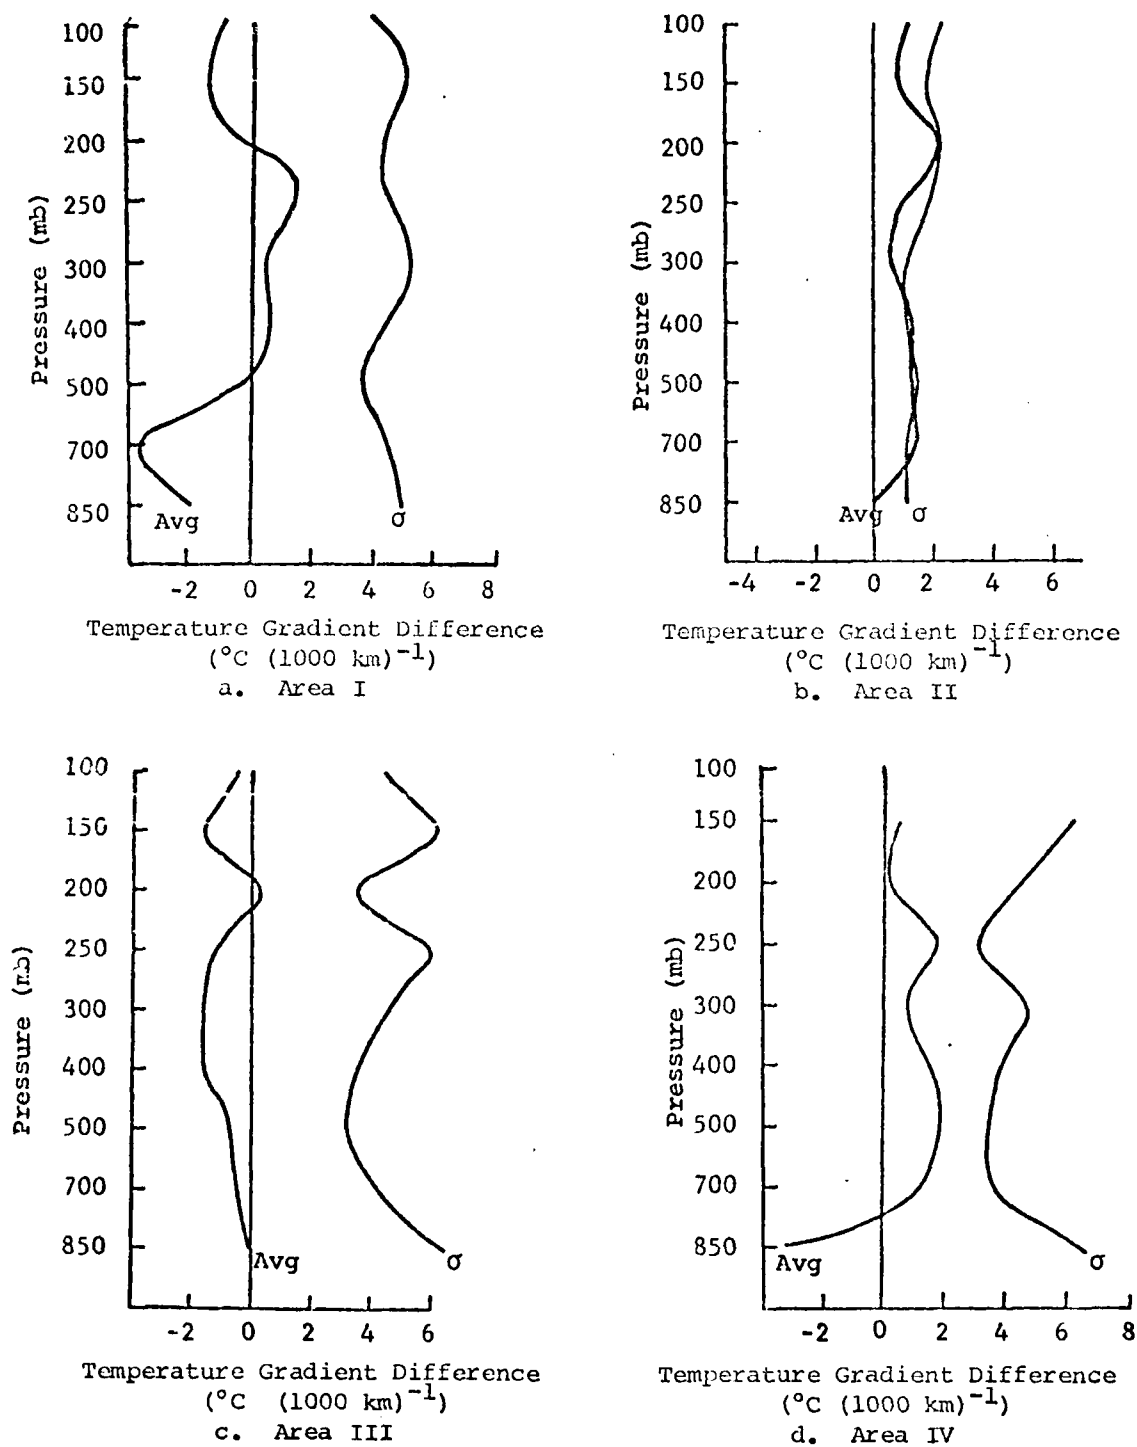 100
150
200
250
300
400
500
700
850
Pressure (mb)
Avg
σ
-2 0 2 4 6 8
Temperature Gradient Difference
(°C (1000 km)⁻¹)
a. Area I
100
150
200
250
300
400
500
700
850
Pressure (mb)
Avg
σ
-4 -2 0 2 4 6
Temperature Gradient Difference
(°C (1000 km)⁻¹)
b. Area II
100
150
200
250
300
400
500
700
850
Pressure (mb)
Avg
σ
-2 0 2 4 6
Temperature Gradient Difference
(°C (1000 km)⁻¹)
c. Area III
100
150
200
250
300
400
500
700
850
Pressure (mb)
Avg
σ
-2 0 2 4 6 8
Temperature Gradient Difference
(°C (1000 km)⁻¹)
d. Area IV